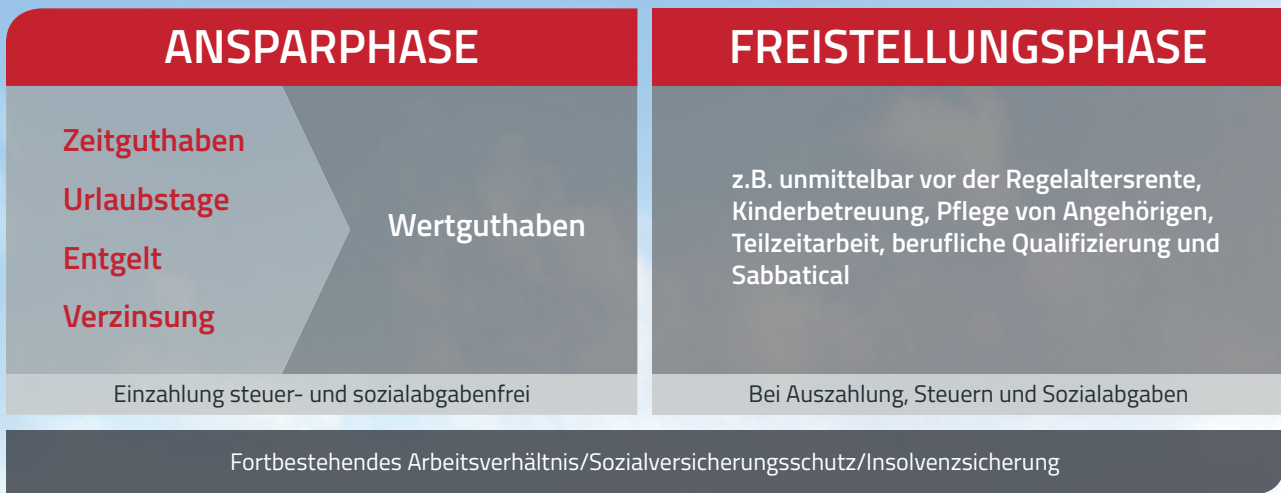 ANSPARPHASE
Zeitguthaben
Urlaubstage
Entgelt
Verzinsung
Wertguthaben
Einzahlung steuer- und sozialabgabenfrei
FREISTELLUNGSPHASE
z.B. unmittelbar vor der Regelaltersrente,
Kinderbetreuung, Pflege von Angehörigen,
Teilzeitarbeit, berufliche Qualifizierung und
Sabbatical
Bei Auszahlung, Steuern und Sozialabgaben
Fortbestehendes Arbeitsverhältnis/Sozialversicherungsschutz/Insolvenzsicherung